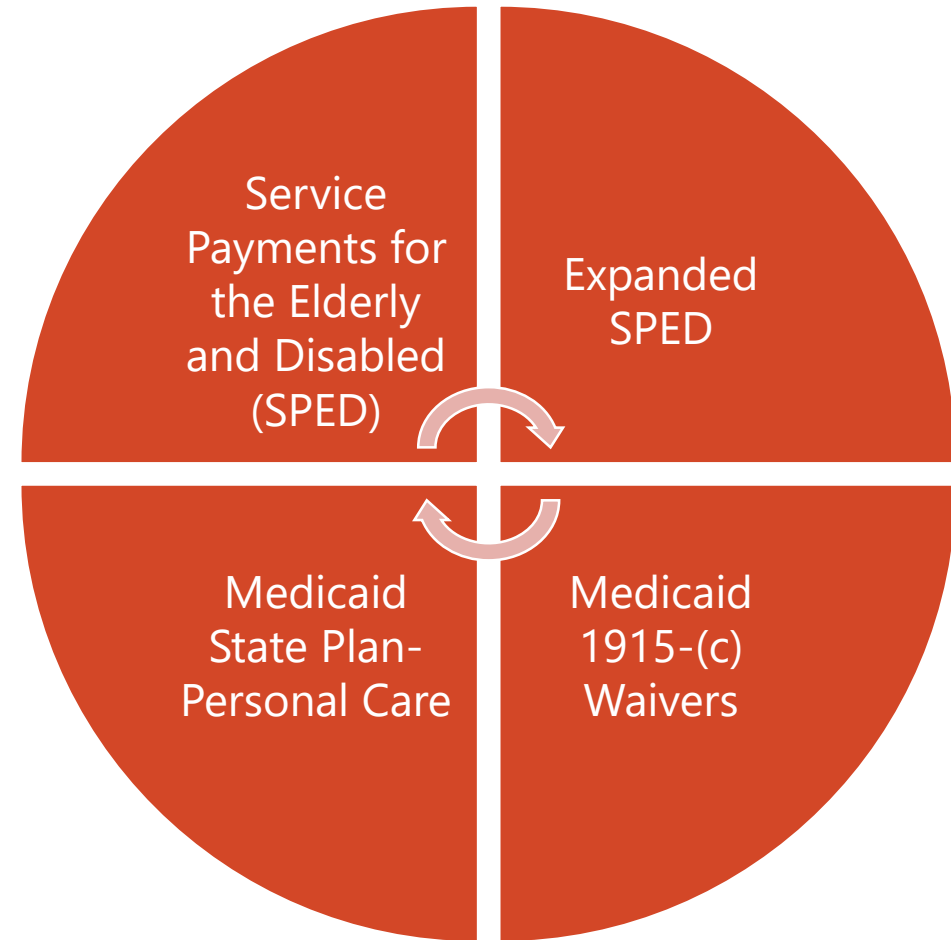 Service
Payments for
the Elderly
and Disabled
(SPED)
Expanded
SPED
Medicaid
State Plan-
Personal Care
Medicaid
1915-(c)
Waivers